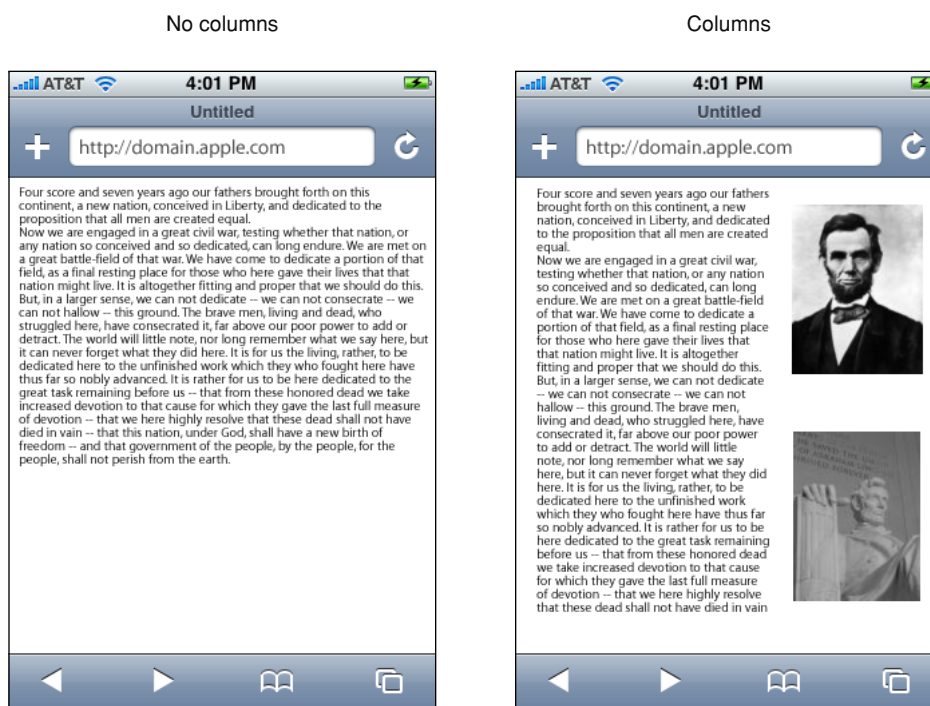 No columns
AT&T 4:01 PM
Untitled
http://domain.apple.com
Four score and seven years ago our fathers brought forth on this
continent, a new nation, conceived in Liberty, and dedicated to the
proposition that all men are created equal.
Now we are engaged in a great civil war, testing whether that nation, or
any nation so conceived and so dedicated, can long endure. We are met on
a great battle-field of that war. We have come to dedicate a portion of that
field, as a final resting place for those who here gave their lives that that
nation might live. It is altogether fitting and proper that we should do this.
But, in a larger sense, we can not dedicate -- we can not consecrate -- we
can not hallow -- this ground. The brave men, living and dead, who
struggled here, have consecrated it, far above our poor power to add or
detract. The world will little note, nor long remember what we say here, but
it can never forget what they did here. It is for us the living, rather, to be
dedicated here to the unfinished work which they who fought here have
thus far so nobly advanced. It is rather for us to be here dedicated to the
great task remaining before us -- that from these honored dead we take
increased devotion to that cause for which they gave the last full measure
of devotion -- that we here highly resolve that these dead shall not have
died in vain -- that this nation, under God, shall have a new birth of
freedom -- and that government of the people, by the people, for the
people, shall not perish from the earth.
Columns
AT&T 4:01 PM
Untitled
http://domain.apple.com
Four score and seven years ago our fathers
brought forth on this continent, a new
nation, conceived in Liberty, and dedicated
to the proposition that all men are created
equal.
Now we are engaged in a great civil war,
testing whether that nation, or any nation
so conceived and so dedicated, can long
endure. We are met on a great battle-field
of that war. We have come to dedicate a
portion of that field, as a final resting place
for those who here gave their lives that
that nation might live. It is altogether
fitting and proper that we should do this.
But, in a larger sense, we can not dedicate
-- we can not consecrate -- we can not
hallow -- this ground. The brave men,
living and dead, who struggled here, have
consecrated it, far above our poor power
to add or detract. The world will little
note, nor long remember what we say
here, but it can never forget what they did
here. It is for us the living, rather, to be
dedicated here to the unfinished work
which they who fought here have thus far
so nobly advanced. It is rather for us to be
here dedicated to the great task remaining
before us -- that from these honored dead
we take increased devotion to that cause
for which they gave the last full measure
of devotion -- that we here highly resolve
that these dead shall not have died in vain